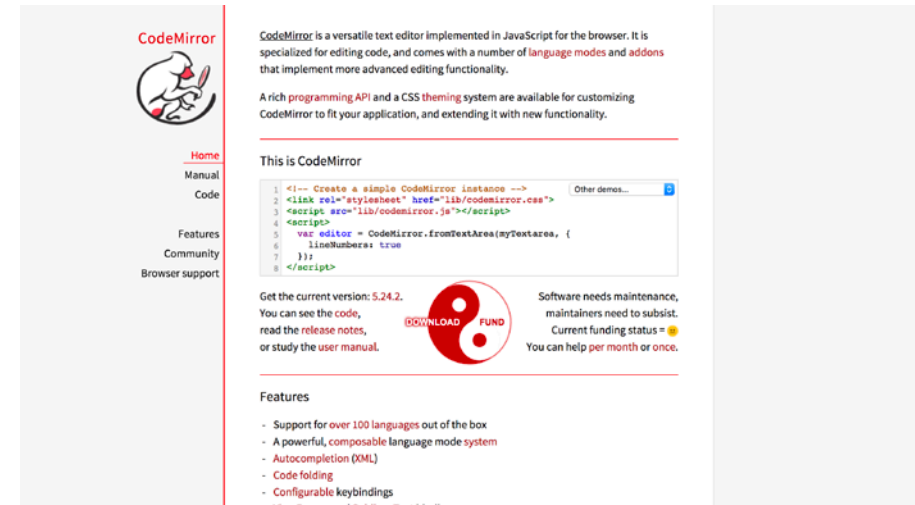 CodeMirror
Home
Manual
Code
Features
Community
Browser support
CodeMirror is a versatile text editor implemented in JavaScript for the browser. It is
specialized for editing code, and comes with a number of language modes and addons
that implement more advanced editing functionality.
A rich programming API and a CSS theming system are available for customizing
CodeMirror to fit your application, and extending it with new functionality.
This is CodeMirror
Other demos...
1 <!-- Create a simple CodeMirror instance -->
2 <link rel="stylesheet" href="lib/codemirror.css">
3 <script src="lib/codemirror.js"></script>
4 <script>
5 var editor = CodeMirror.fromTextArea(myTextarea, {
6 lineNumbers: true
7 });
8 </script>
Get the current version: 5.24.2.
You can see the code,
read the release notes,
or study the user manual.
DOWNLOAD
FUND
Software needs maintenance,
maintainers need to subsist.
Current funding status =
You can help per month or once.
Features
- Support for over 100 languages out of the box
- A powerful, composable language mode system
- Autocompletion (XML)
- Code folding
- Configurable keybindings